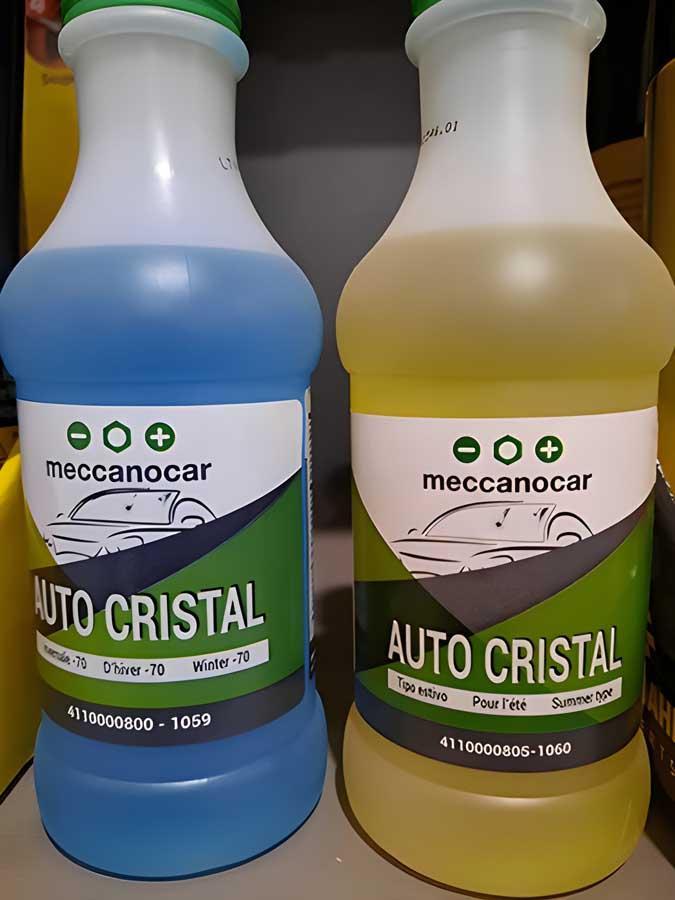 meccanocar
AUTO CRISTAL
-70 D'hiver -70 Winter -70
4110000800 - 1059
meccanocar
AUTO CRISTAL
Tipo estivo Pour l'été Summer type
4110000805-1060